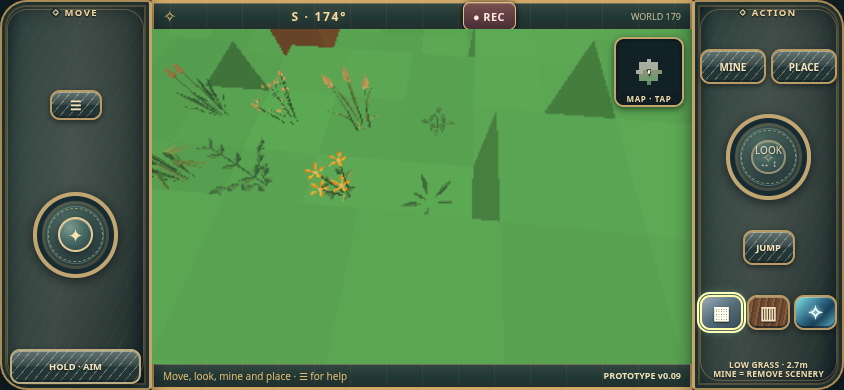 MOVE
S · 174°
REC
WORLD 179
ACTION
MINE
PLACE
MAP · TAP
LOOK
JUMP
HOLD · AIM
Move, look, mine and place · ☰ for help
PROTOTYPE v0.09
LOW GRASS · 2.7m
MINE = REMOVE SCENERY